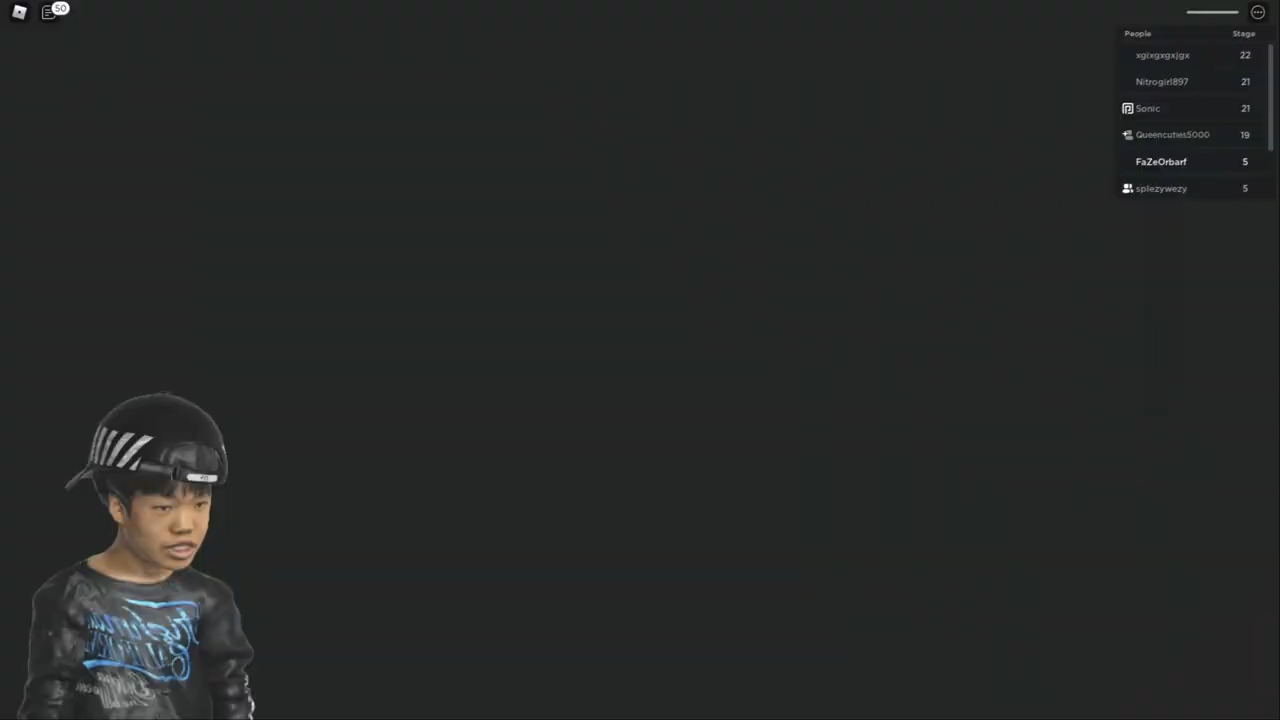 50
People Stage
xgixgxgxjgx 22
Nitrogirl897 21
Sonic 21
Queencuties5000 19
FaZeOrbarf 5
splezywezy 5